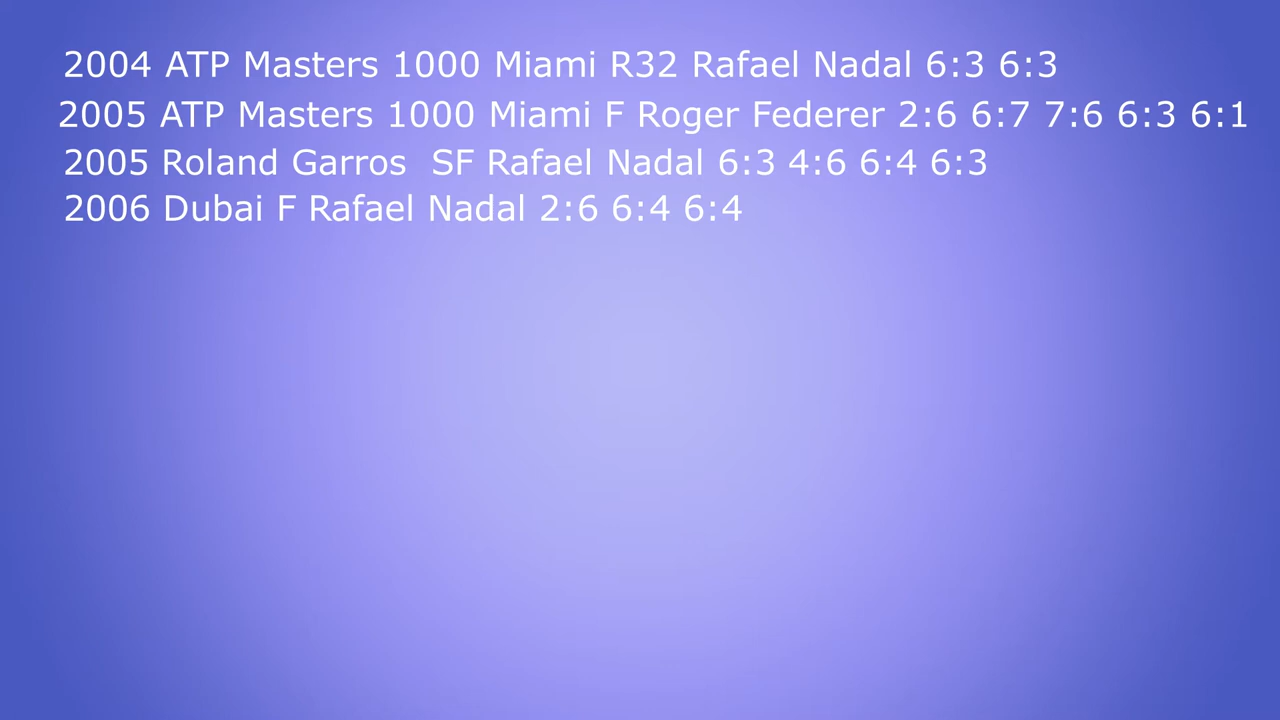 2004 ATP Masters 1000 Miami R32 Rafael Nadal 6:3 6:3
2005 ATP Masters 1000 Miami F Roger Federer 2:6 6:7 7:6 6:3 6:1
2005 Roland Garros  SF Rafael Nadal 6:3 4:6 6:4 6:3
2006 Dubai F Rafael Nadal 2:6 6:4 6:4